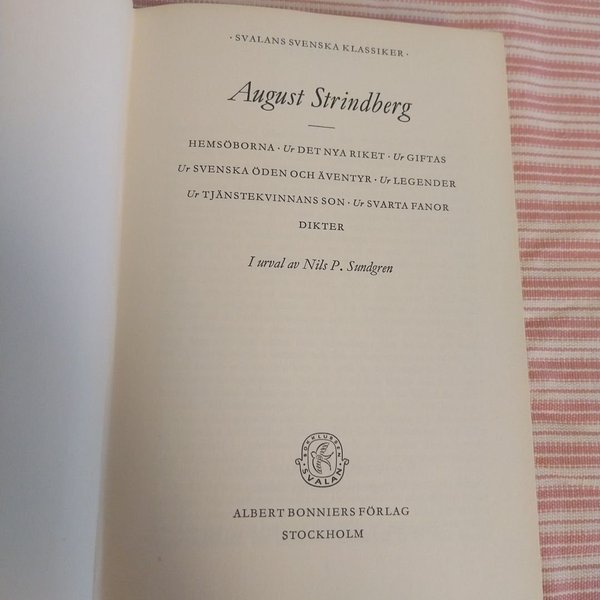 · SVALANS SVENSKA KLASSIKER ·
August Strindberg
HEMSÖBORNA · Ur DET NYA RIKET · Ur GIFTAS
Ur SVENSKA ÖDEN OCH ÄVENTYR · Ur LEGENDER
Ur TJÄNSTEKVINNANS SON · Ur SVARTA FANOR
DIKTER
I urval av Nils P. Sundgren
BOKKLUBBEN
SVALAN
ALBERT BONNIERS FÖRLAG
STOCKHOLM